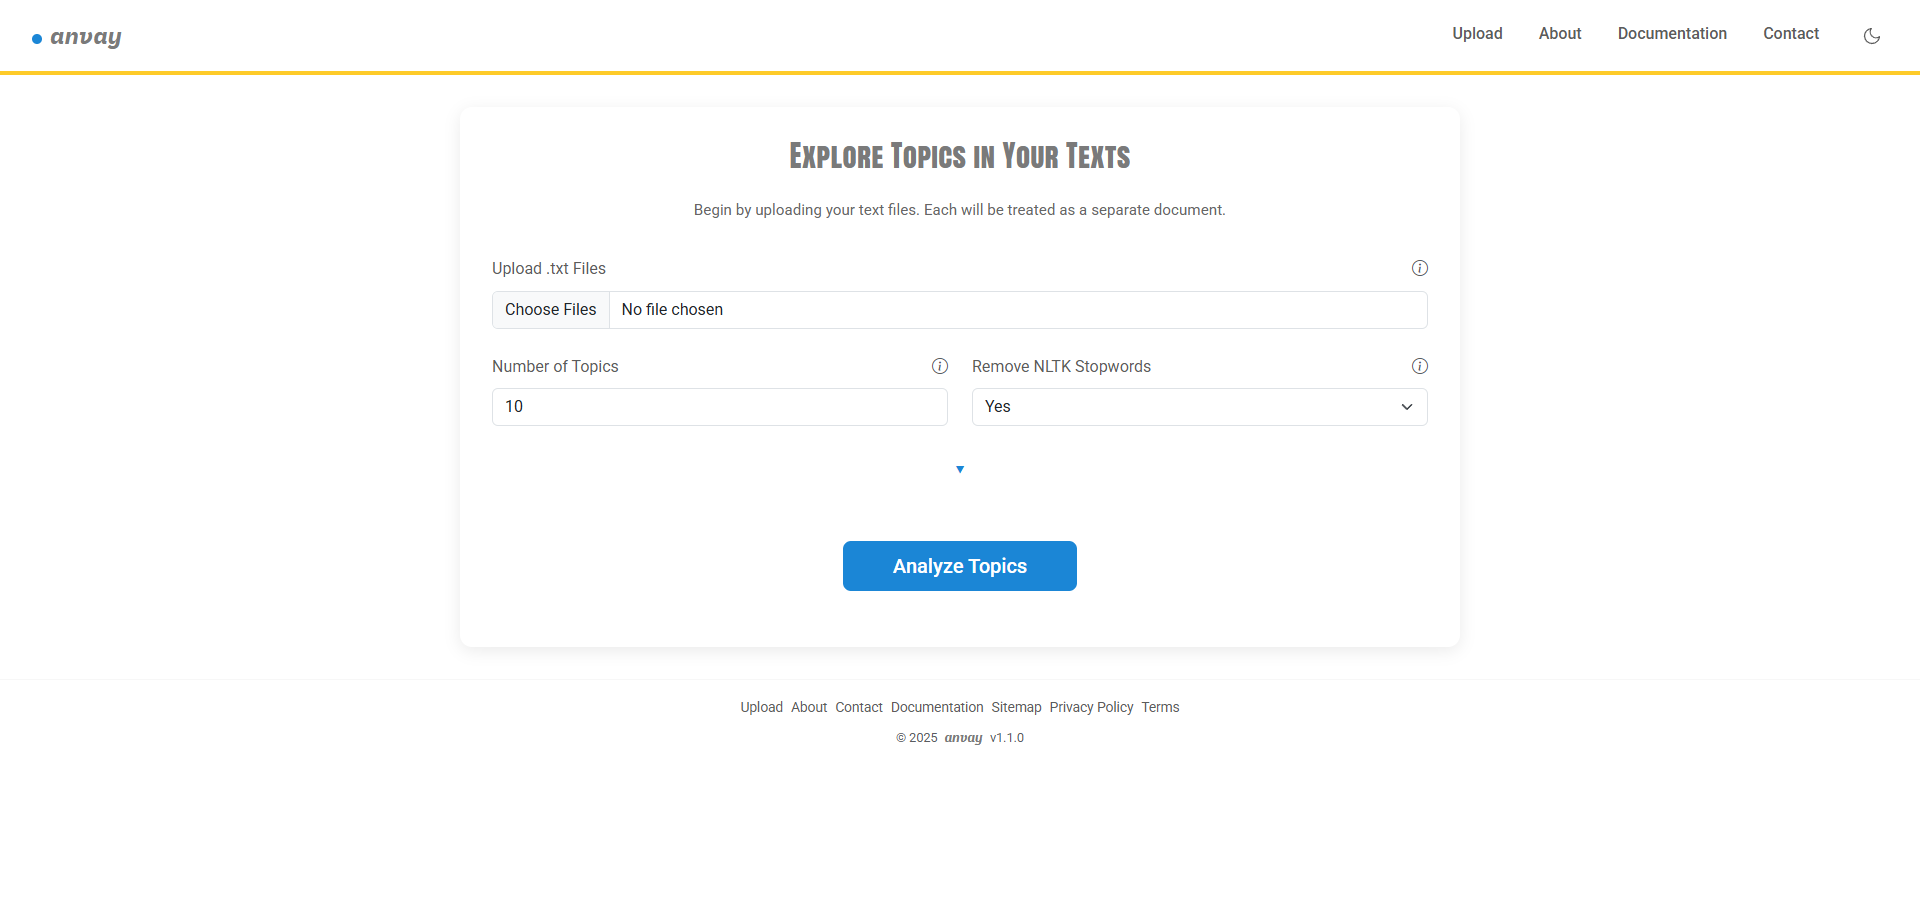 anvay
Upload About Documentation Contact
Explore Topics in Your Texts
Begin by uploading your text files. Each will be treated as a separate document.
Upload .txt Files
Choose Files No file chosen
Number of Topics Remove NLTK Stopwords
10 Yes
Analyze Topics
Upload About Contact Documentation Sitemap Privacy Policy Terms
© 2025 anvay v1.1.0